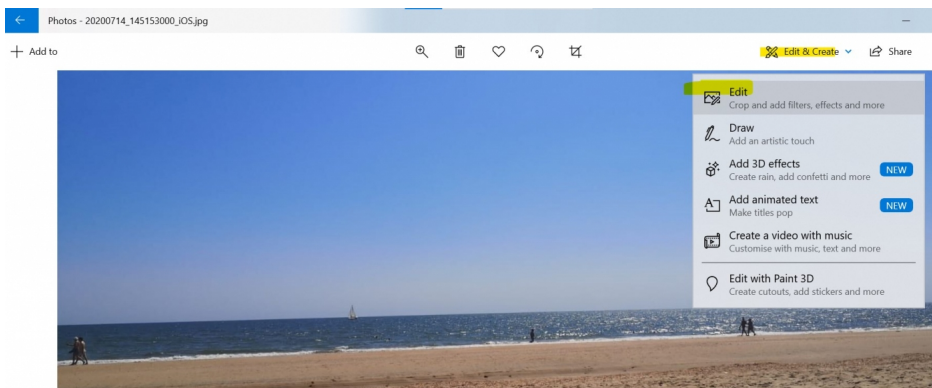 Photos - 20200714_145153000_iOS.jpg
Add to
Edit & Create
Share
Edit
Crop and add filters, effects and more
Draw
Add an artistic touch
Add 3D effects
Create rain, add confetti and more
NEW
Add animated text
Make titles pop
NEW
Create a video with music
Customise with music, text and more
Edit with Paint 3D
Create cutouts, add stickers and more